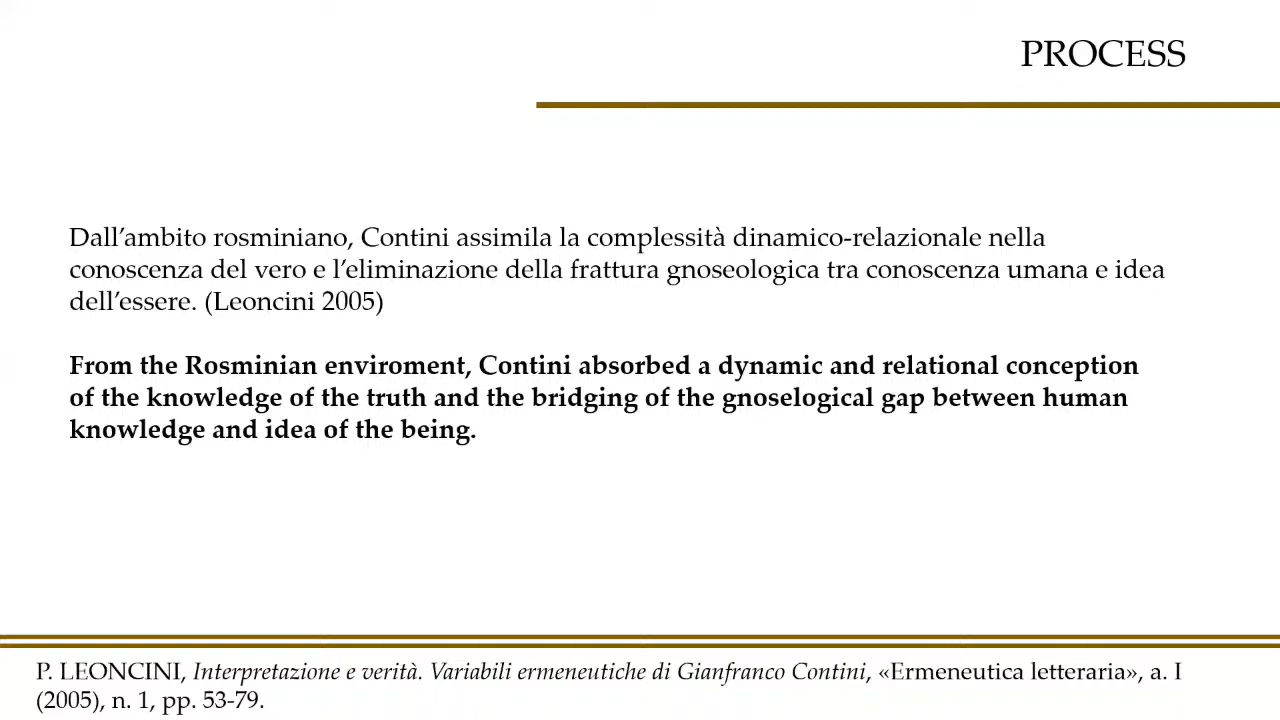 PROCESS
Dall’ambito rosminiano, Contini assimila la complessità dinamico-relazionale nella
conoscenza del vero e l’eliminazione della frattura gnoseologica tra conoscenza umana e idea
dell’essere. (Leoncini 2005)
From the Rosminian enviroment, Contini absorbed a dynamic and relational conception
of the knowledge of the truth and the bridging of the gnoselogical gap between human
knowledge and idea of the being.
P. LEONCINI, Interpretazione e verità. Variabili ermeneutiche di Gianfranco Contini, «Ermeneutica letteraria», a. I
(2005), n. 1, pp. 53-79.